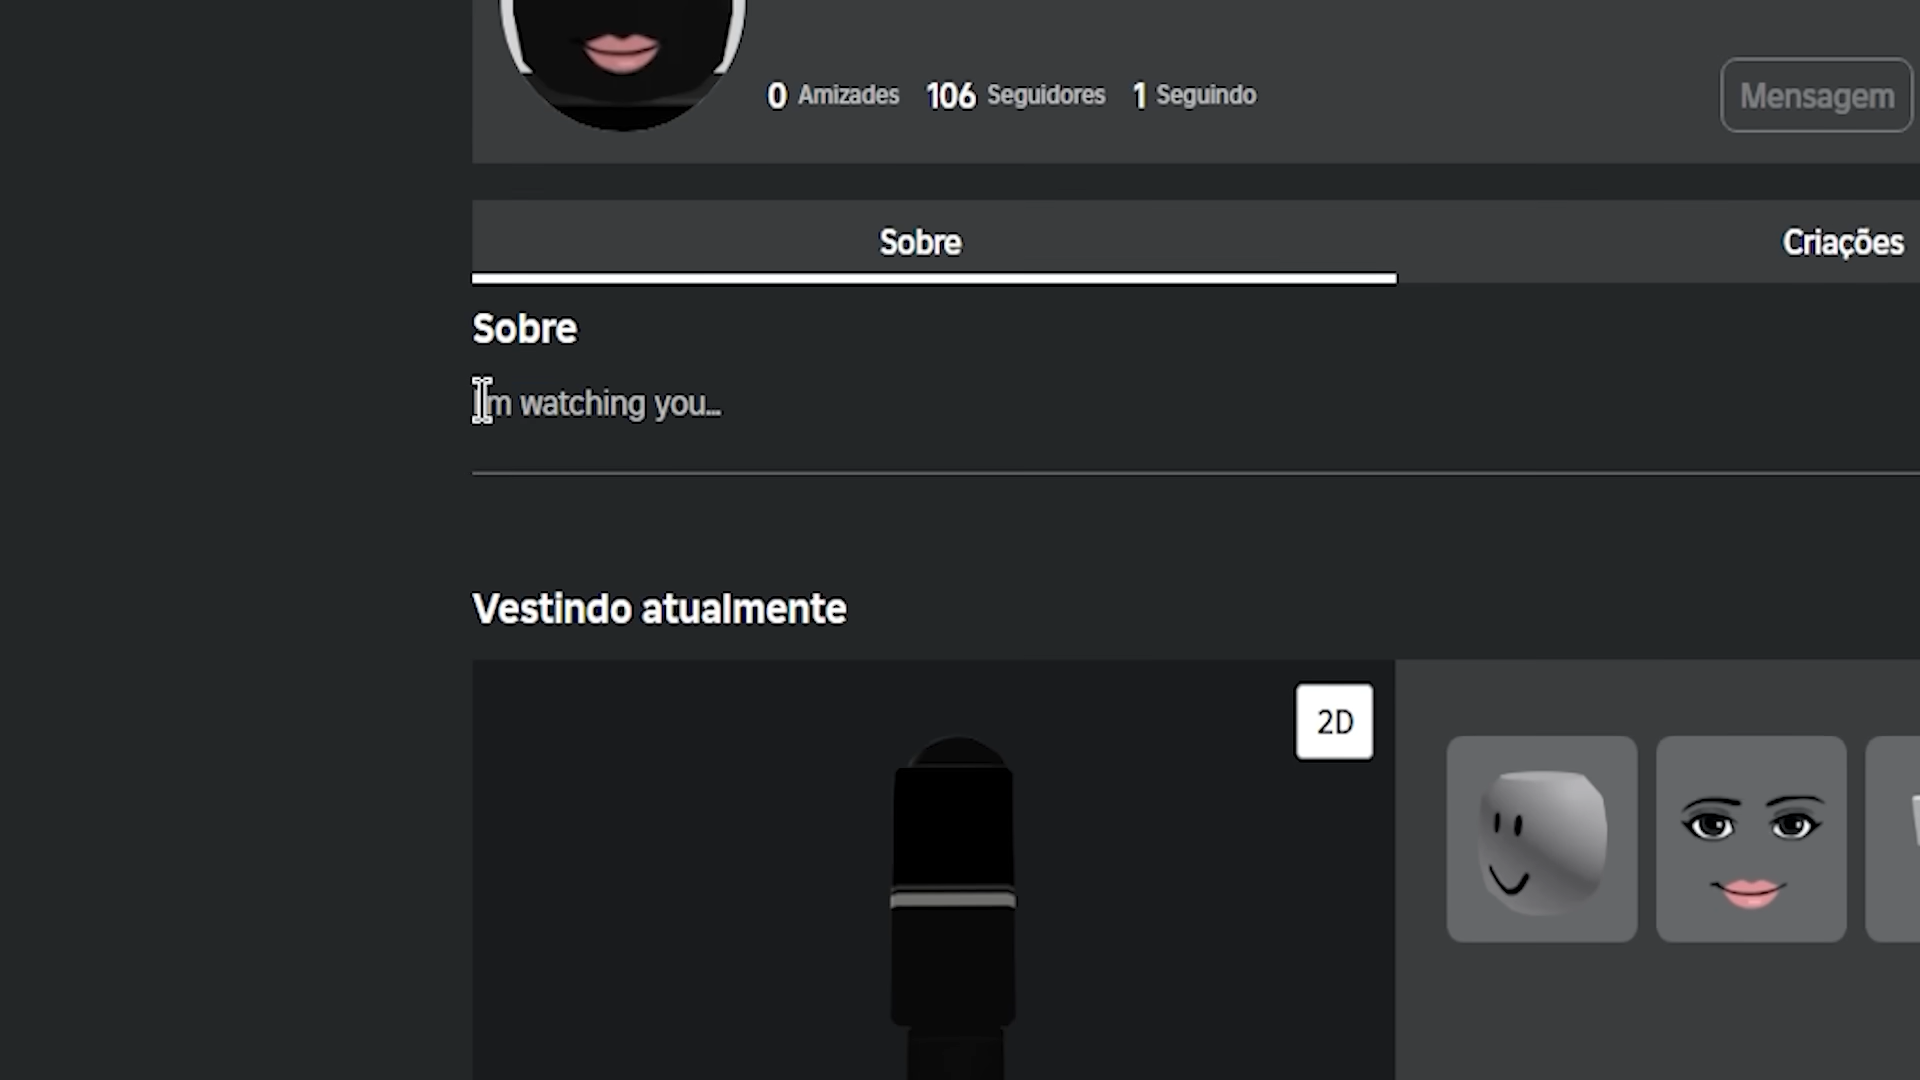 0 Amizades 106 Seguidores 1 Seguindo
Mensagem
Sobre Criações
Sobre
m watching you...
Vestindo atualmente
2D